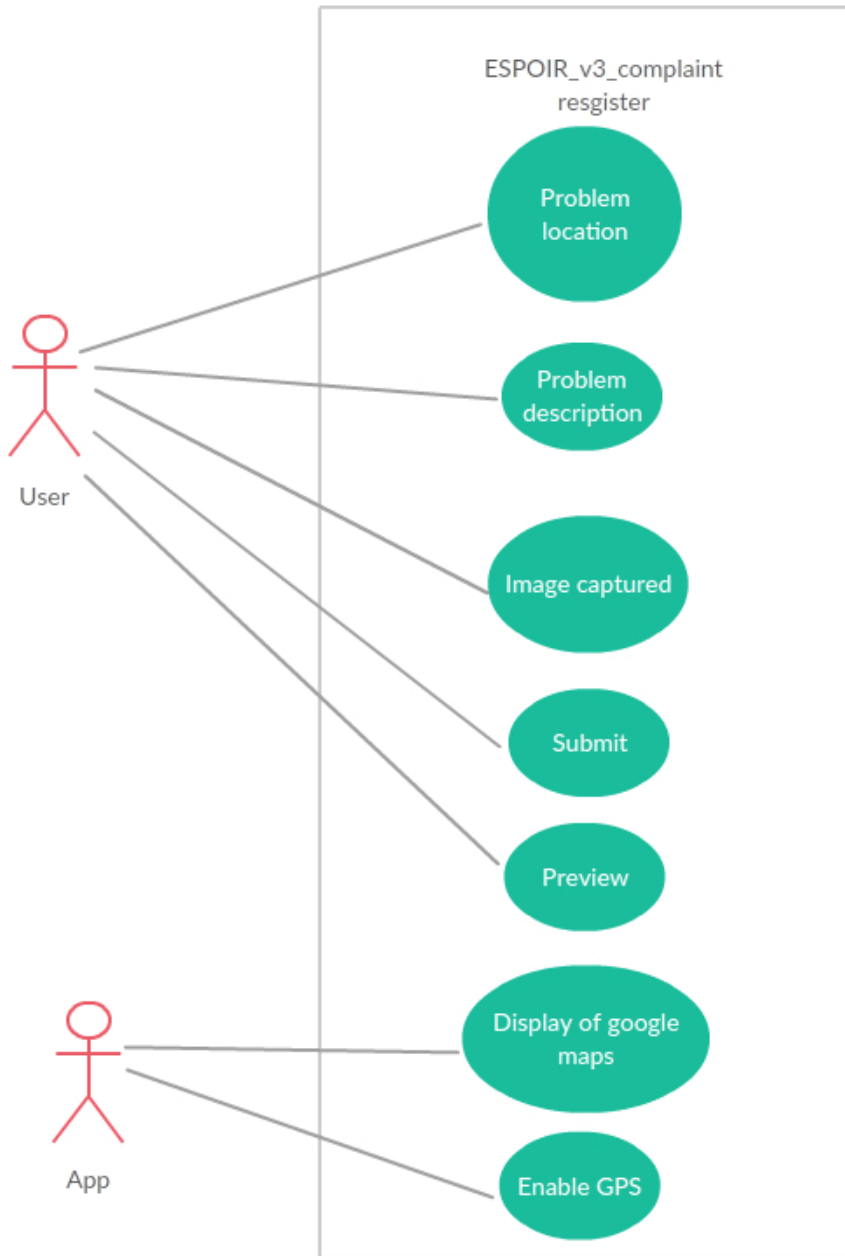 ESPOIR_v3_complaint
resgister
Problem
location
Problem
description
User
Image captured
Submit
Preview
Display of google
maps
App
Enable GPS